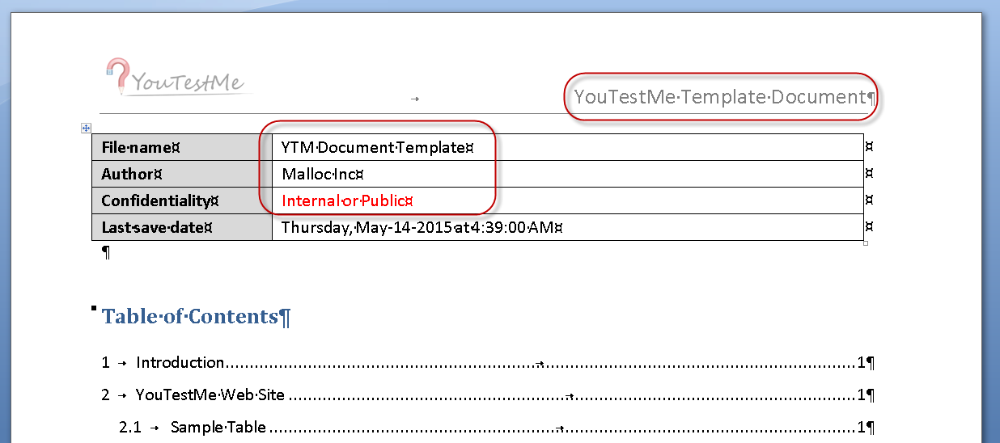 YouTestMe
YouTestMe Template Document¶
File name¤ YTM Document Template¤ ¤
Author¤ Malloc Inc¤ ¤
Confidentiality¤ Internal or Public¤ ¤
Last save date¤ Thursday, May-14-2015 at 4:39:00 AM¤ ¤
¶
Table of Contents¶
1 → Introduction......→......1¶
2 → YouTestMe Web Site ......→......1¶
2.1 → Sample Table ......→......1¶